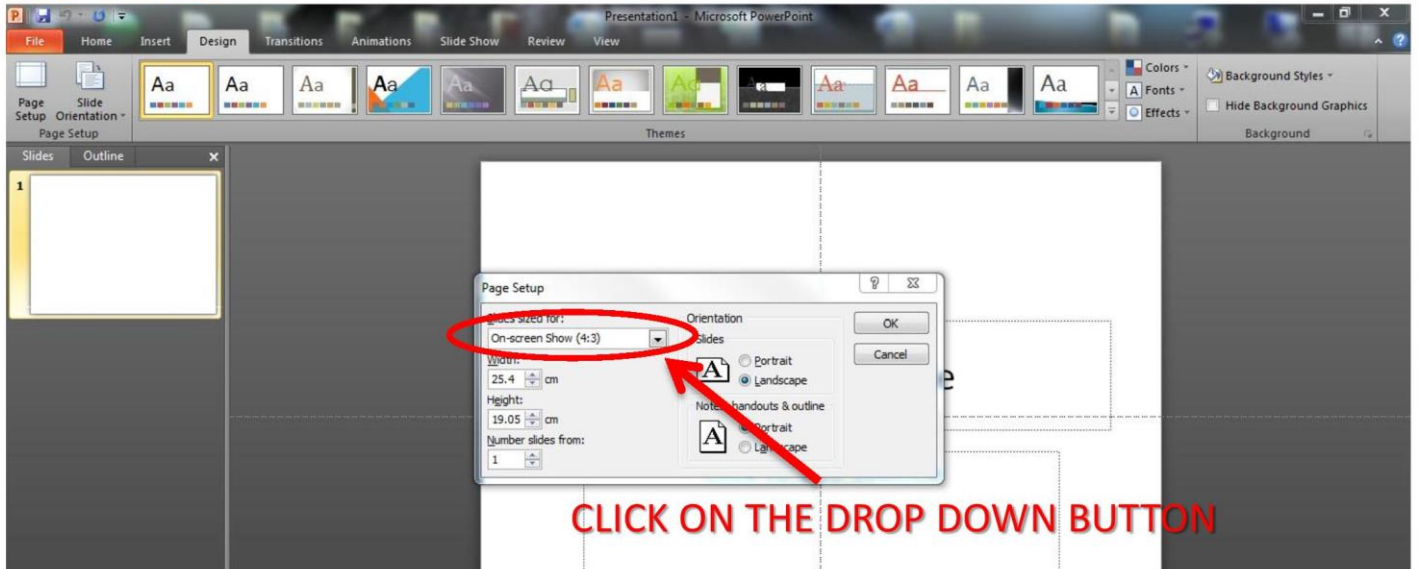 Presentation1 - Microsoft PowerPoint
File Home Insert Design Transitions Animations Slide Show Review View
Aa Aa Aa Aa Aa Aa Aa Aa Aa Aa Aa Aa Aa
Colors
Fonts
Effects
Background Styles
Hide Background Graphics
Page Setup
Slide Orientation
Page Setup
Themes
Background
Slides Outline
1
Page Setup
Slides sized for:
On-screen Show (4:3)
Width:
25.4 cm
Height:
19.05 cm
Number slides from:
1
Orientation
Slides
A
Portrait
Landscape
Notes, handouts & outline
A
Portrait
Landscape
OK
Cancel
e
CLICK ON THE DROP DOWN BUTTON